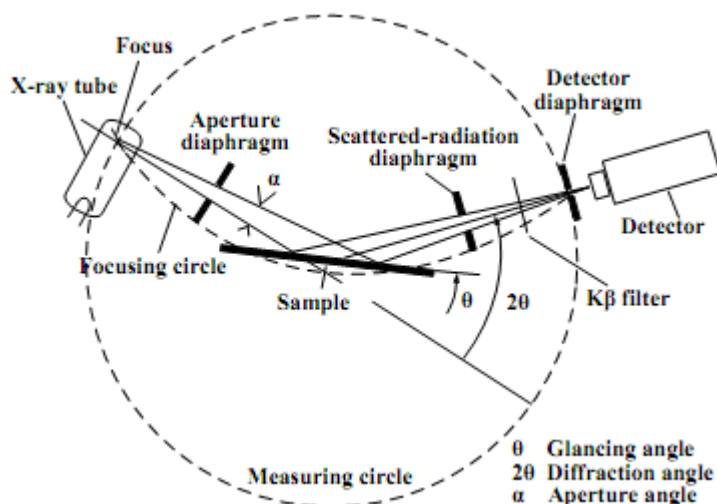 Focus
X-ray tube
Aperture
diaphragm
α
Scattered-radiation
diaphragm
Detector
diaphragm
Detector
Focusing circle
Sample
θ
2θ
Kβ filter
Measuring circle
θ Glancing angle
2θ Diffraction angle
α Aperture angle